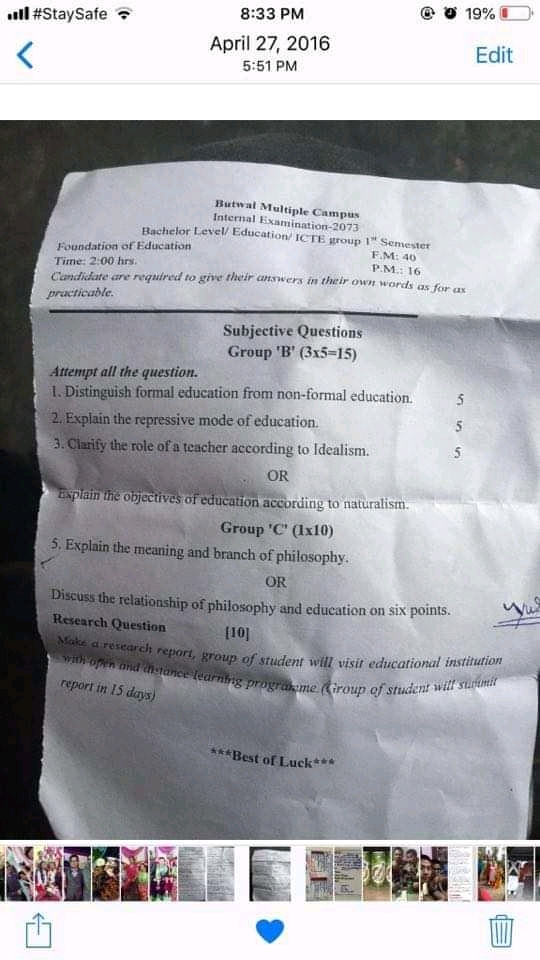 #StaySafe 8:33 PM 19%
April 27, 2016
5:51 PM
Edit
Butwal Multiple Campus
Internal Examination-2073
Bachelor Level/ Education/ ICTE group 1st Semester
Foundation of Education F.M: 40
Time: 2:00 hrs. P.M.: 16
Candidate are required to give their answers in their own words as for as
practicable.
Subjective Questions
Group 'B' (3x5=15)
Attempt all the question.
1. Distinguish formal education from non-formal education. 5
2. Explain the repressive mode of education. 5
3. Clarify the role of a teacher according to Idealism. 5
OR
Explain the objectives of education according to naturalism.
Group 'C' (1x10)
5. Explain the meaning and branch of philosophy.
OR
Discuss the relationship of philosophy and education on six points.
Research Question [10]
Make a research report, group of student will visit educational institution
with open and distance learning programme. (Group of student will summit
report in 15 days)
***Best of Luck***